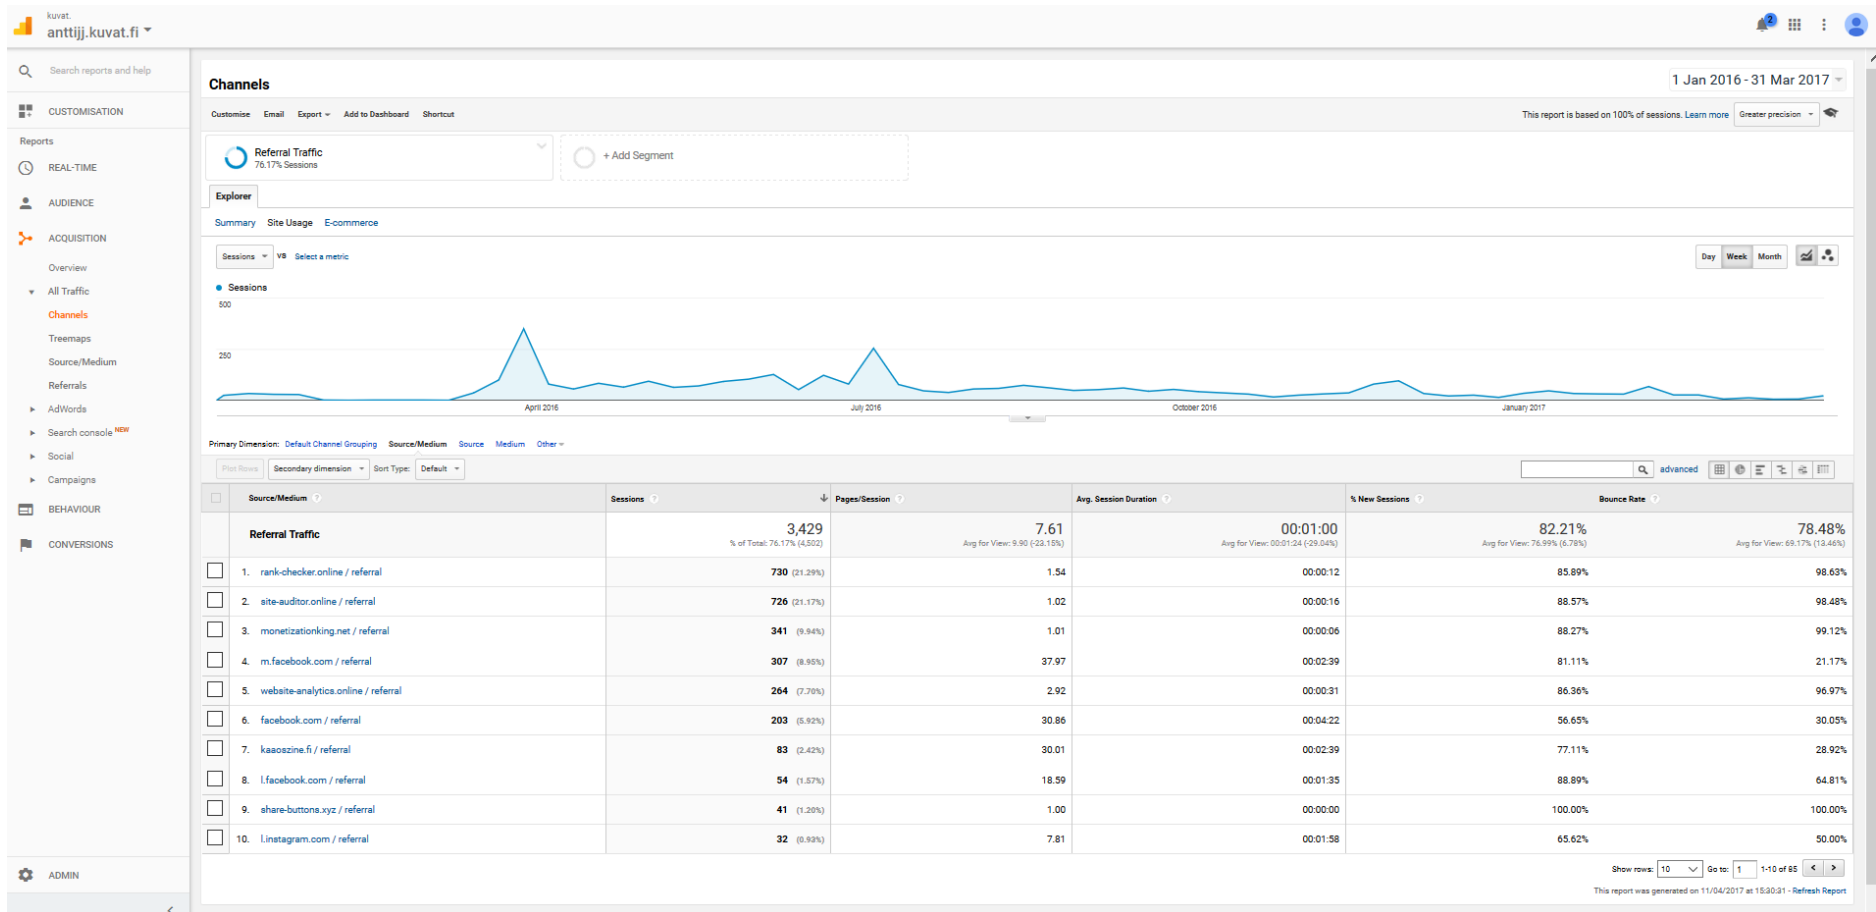 kuvat.
anttijj.kuvat.fi
2
Search reports and help
CUSTOMISATION
Reports
REAL-TIME
AUDIENCE
ACQUISITION
Overview
All Traffic
Channels
Treemaps
Source/Medium
Referrals
AdWords
Search console NEW
Social
Campaigns
BEHAVIOUR
CONVERSIONS
ADMIN
Channels
1 Jan 2016 - 31 Mar 2017
Customise Email Export Add to Dashboard Shortcut
This report is based on 100% of sessions. Learn more Greater precision
Referral Traffic
76.17% Sessions
+ Add Segment
Explorer
Summary Site Usage E-commerce
Sessions VS Select a metric
Day Week Month
Sessions
500
250
April 2016 July 2016 October 2016 January 2017
Primary Dimension: Default Channel Grouping Source/Medium Source Medium Other
Plot Rows Secondary dimension Sort Type: Default
advanced
Source/Medium ? Sessions ? Pages/Session ? Avg. Session Duration ? % New Sessions ? Bounce Rate ?
Referral Traffic 3,429 7.61 00:01:00 82.21% 78.48%
% of Total: 76.17% (4,502) Avg for View: 9.90 (-23.15%) Avg for View: 00:01:24 (-29.04%) Avg for View: 76.99% (6.78%) Avg for View: 69.17% (13.46%)
1. rank-checker.online / referral 730 (21.29%) 1.54 00:00:12 85.89% 98.63%
2. site-auditor.online / referral 726 (21.17%) 1.02 00:00:16 88.57% 98.48%
3. monetizationking.net / referral 341 (9.94%) 1.01 00:00:06 88.27% 99.12%
4. m.facebook.com / referral 307 (8.95%) 37.97 00:02:39 81.11% 21.17%
5. website-analytics.online / referral 264 (7.70%) 2.92 00:00:31 86.36% 96.97%
6. facebook.com / referral 203 (5.92%) 30.86 00:04:22 56.65% 30.05%
7. kaaoszine.fi / referral 83 (2.42%) 30.01 00:02:39 77.11% 28.92%
8. l.facebook.com / referral 54 (1.57%) 18.59 00:01:35 88.89% 64.81%
9. share-buttons.xyz / referral 41 (1.20%) 1.00 00:00:00 100.00% 100.00%
10. l.instagram.com / referral 32 (0.93%) 7.81 00:01:58 65.62% 50.00%
Show rows: 10 Go to: 1 1-10 of 85
This report was generated on 11/04/2017 at 15:30:31 - Refresh Report